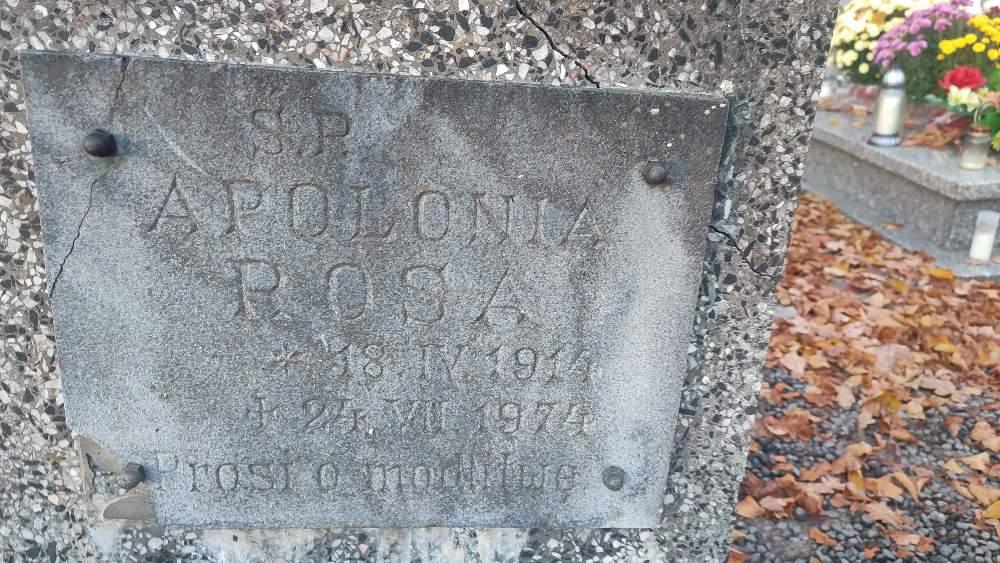 Ś.P.
APOLONIA
ROSA
* 18.IV.1914
+ 24.VII.1974
Prosi o modlitwę